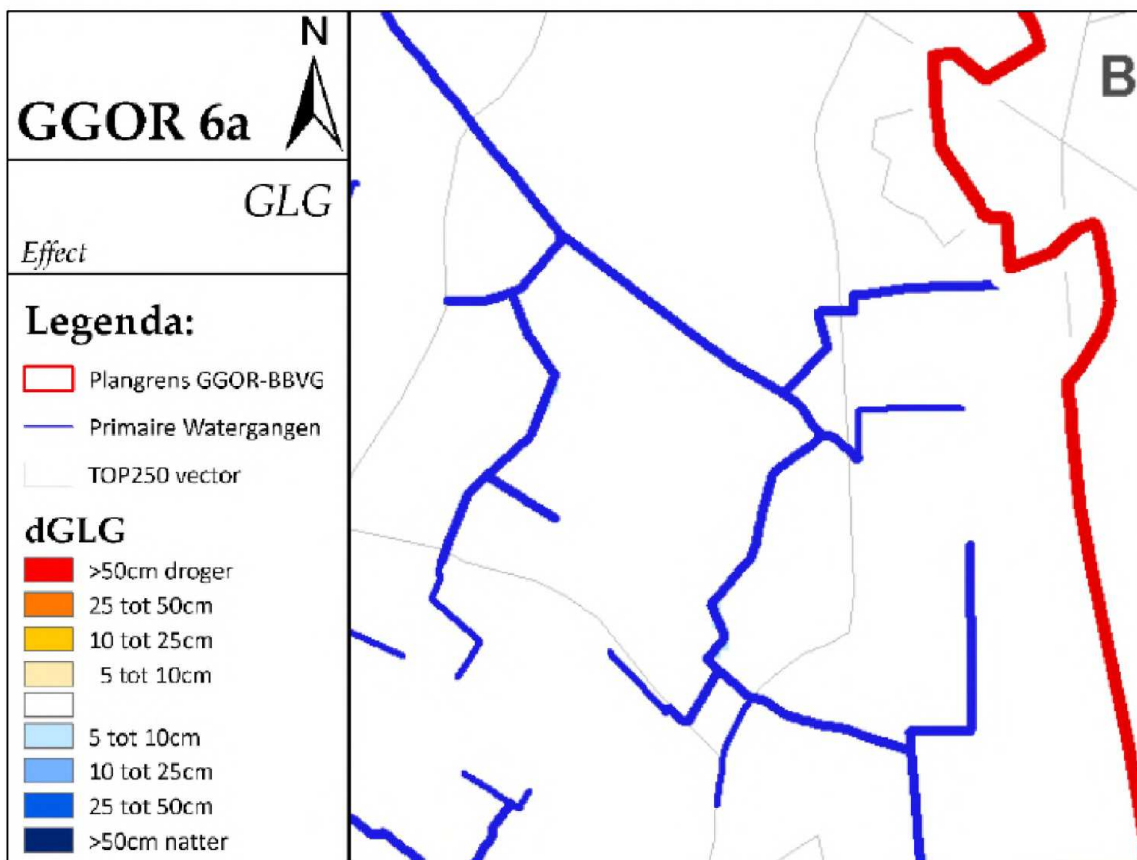 N
GGOR 6a
GLG
Effect
Legenda:
Plangrens GGOR-BBVG
Primaire Watergangen
TOP250 vector
dGLG
>50cm droger
25 tot 50cm
10 tot 25cm
5 tot 10cm
5 tot 10cm
10 tot 25cm
25 tot 50cm
>50cm natter
B